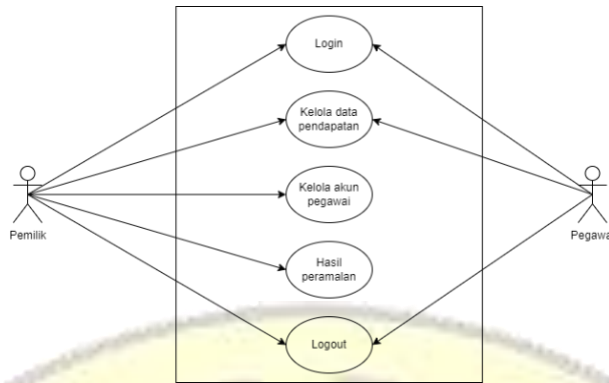 Login
Kelola data
pendapatan
Kelola akun
pegawai
Pemilik
Pegawa
Hasil
peramalan
Logout